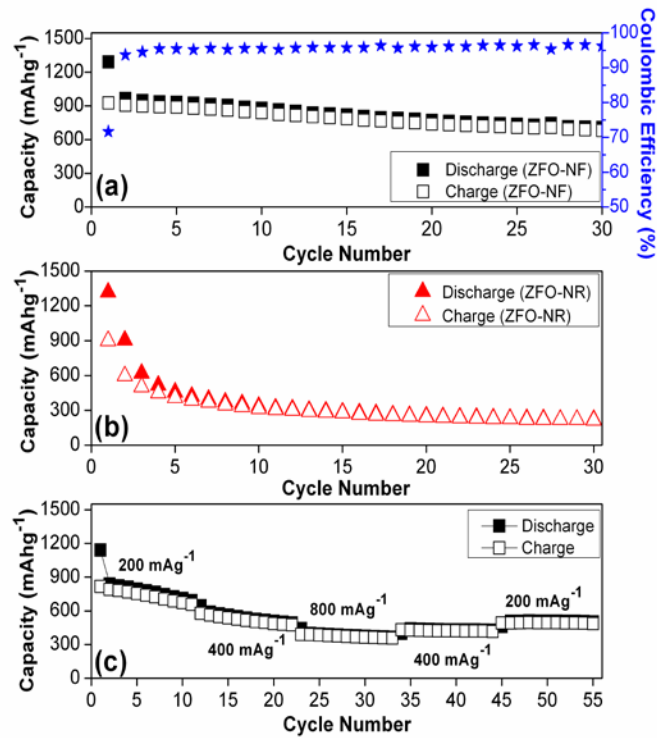 1500
1200
900
600
300
0
Capacity (mAhg-1)
100
90
80
70
60
50
Coulombic Efficiency (%)
(a)
Discharge (ZFO-NF)
Charge (ZFO-NF)
0 5 10 15 20 25 30
Cycle Number
1500
1200
900
600
300
0
Capacity (mAhg-1)
(b)
Discharge (ZFO-NR)
Charge (ZFO-NR)
0 5 10 15 20 25 30
Cycle Number
1500
1200
900
600
300
0
Capacity (mAhg-1)
(c)
Discharge
Charge
200 mAg-1
400 mAg-1
800 mAg-1
400 mAg-1
200 mAg-1
0 5 10 15 20 25 30 35 40 45 50 55
Cycle Number